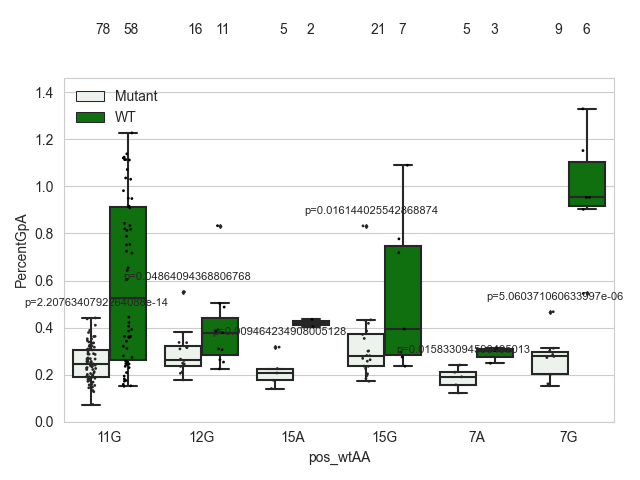 78 58 16 11 5 2 21 7 5 3 9 6
Mutant
WT
1.4
1.2
1.0
0.8
0.6
0.4
0.2
0.0
PercentGpA
p=0.04864094368806768
p=0.009464234908005128
p=0.016144025542868874
p=5.060371060633997e-06
11G 12G 15A 15G 7A 7G
pos_wtAA